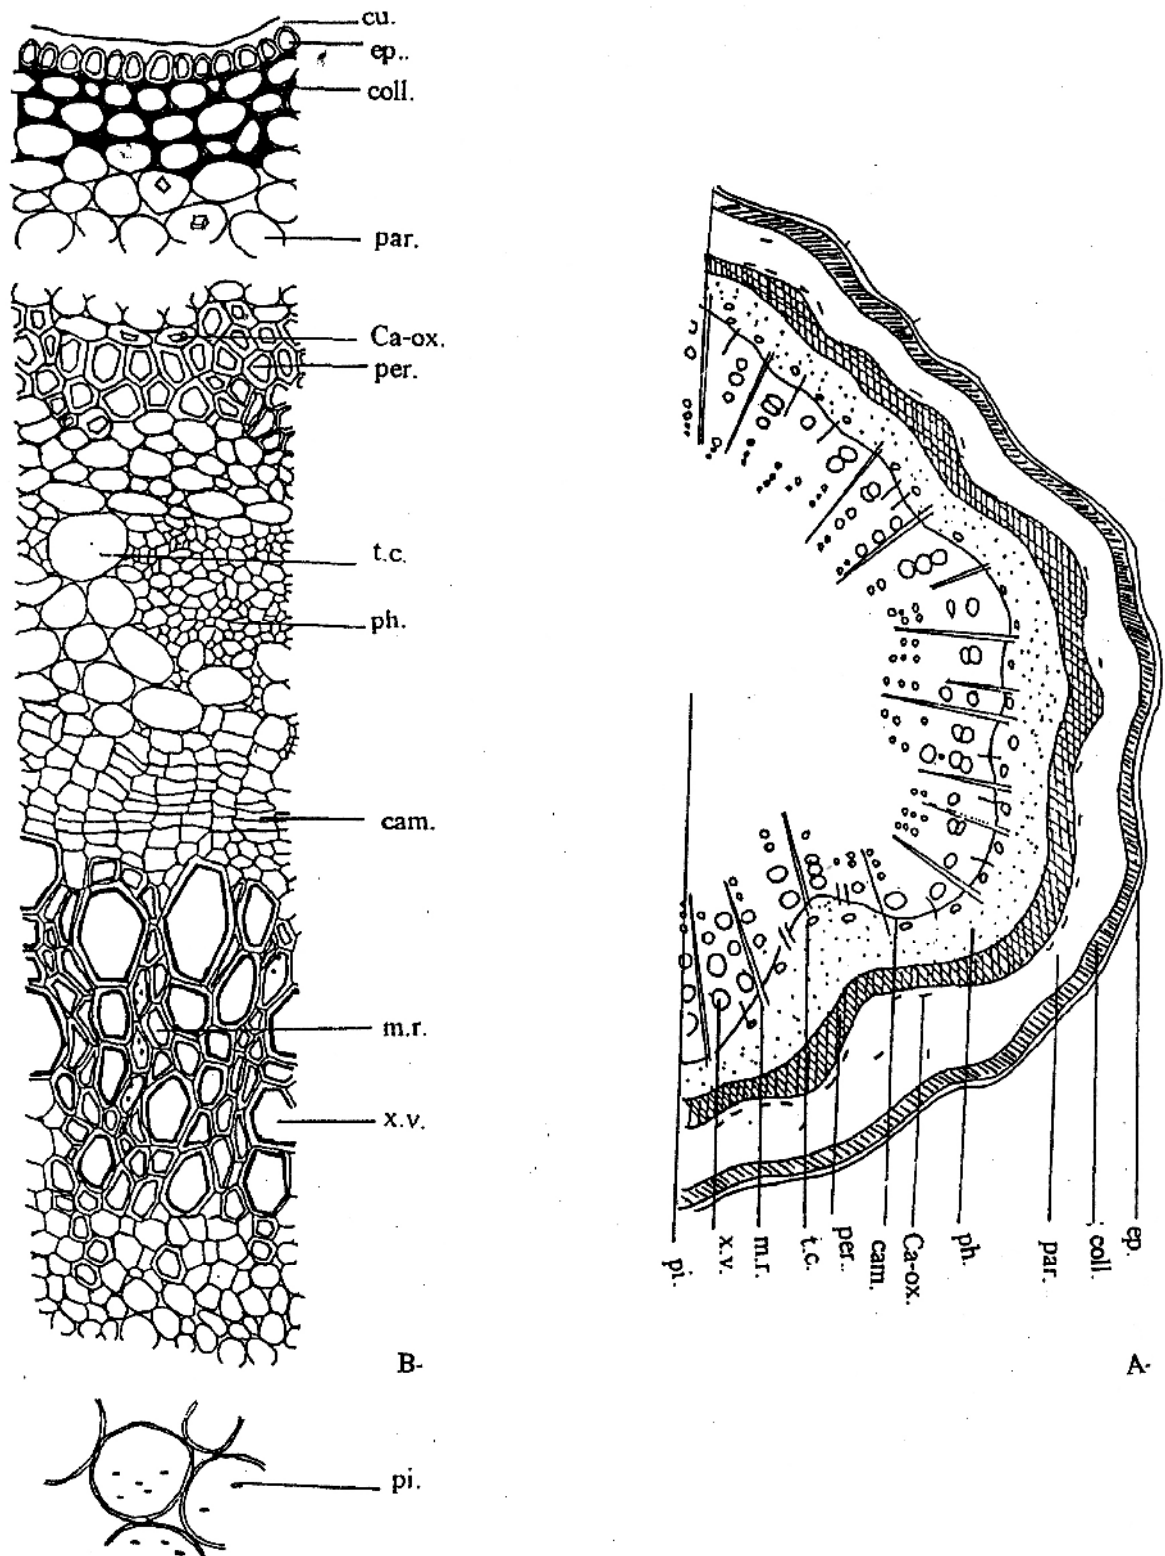 cu.
ep..
coll.
par.
Ca-ox.
per.
t.c.
ph.
cam.
m.r.
x.v.
B-
pi.
pi.
x.v.
m.r.
t.c.
per..
cam.
Ca-ox.
ph.
par.
coll.
ep.
A-